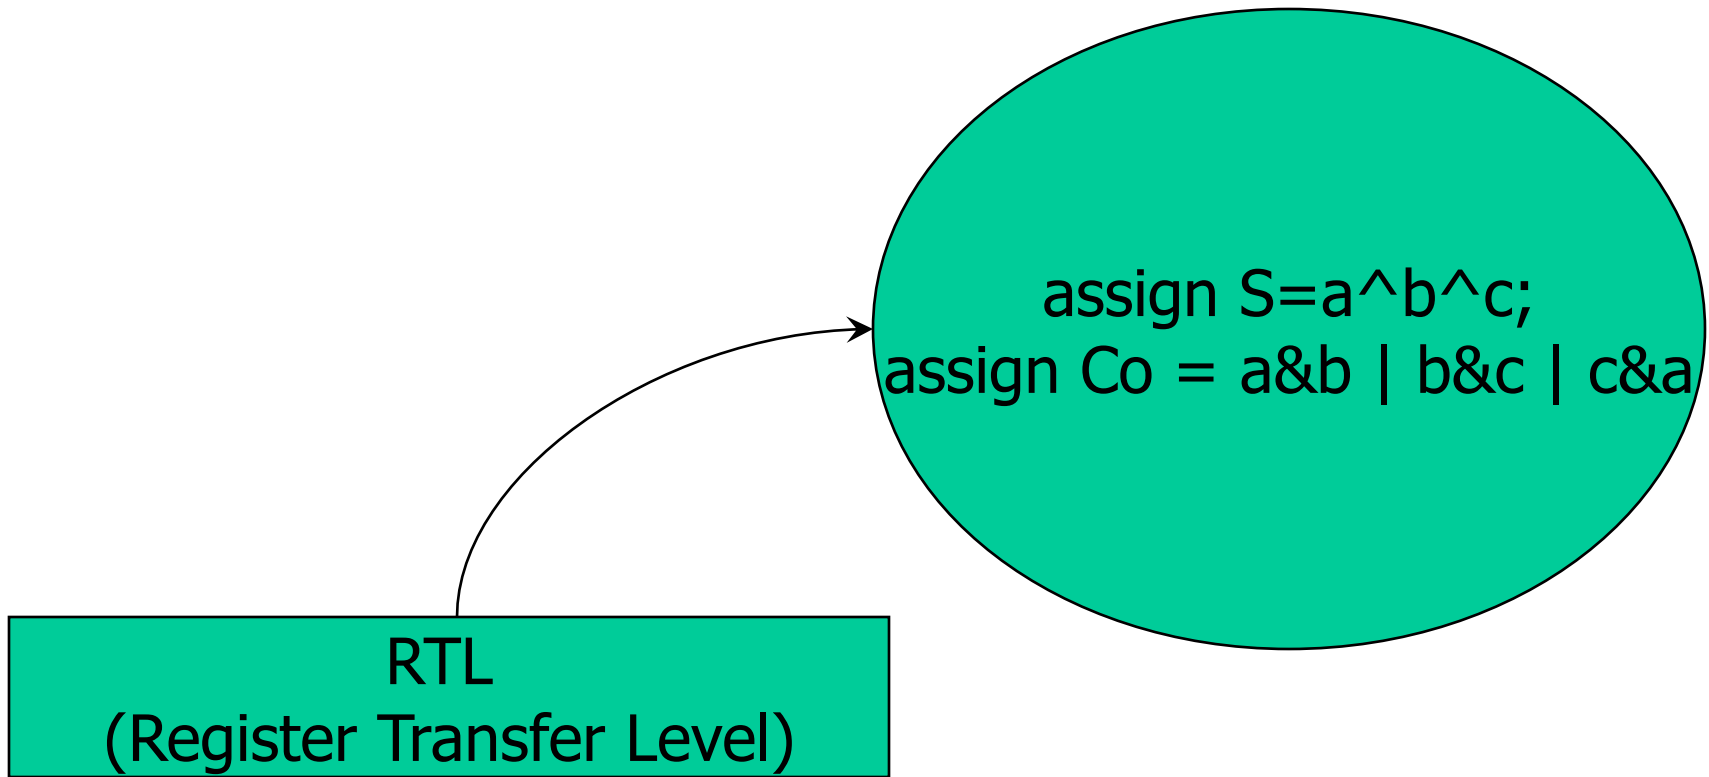 assign S=a^b^c;
assign Co = a&b | b&c | c&a
RTL
(Register Transfer Level)